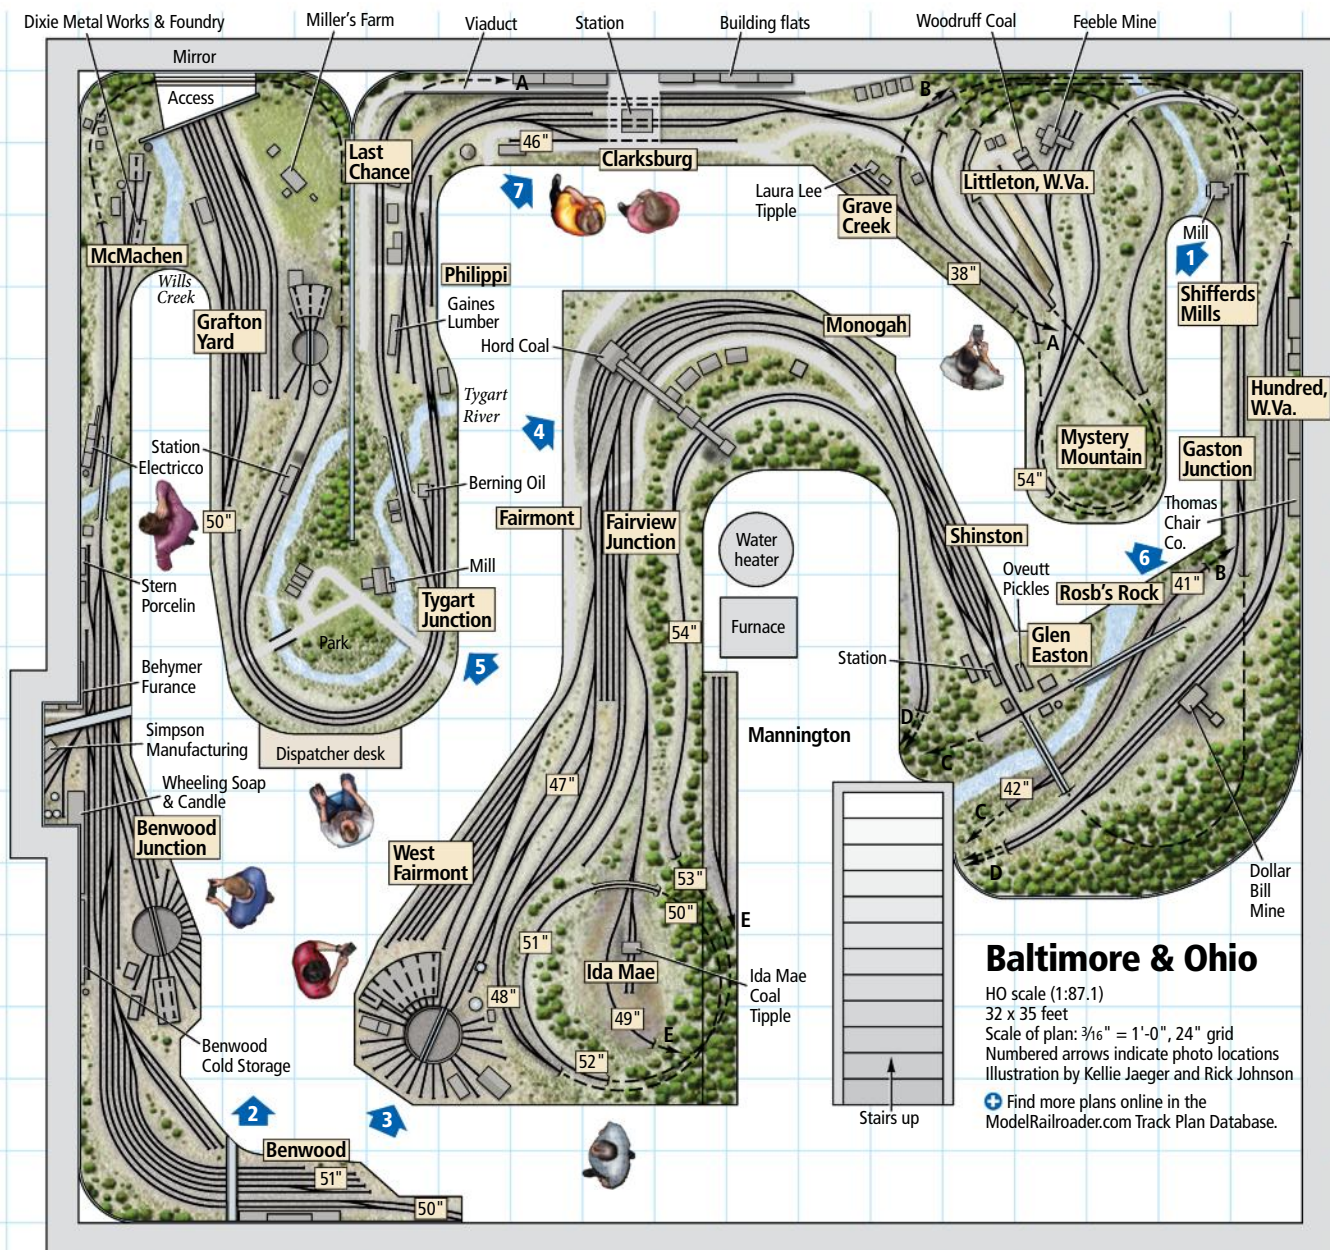 Dixie Metal Works & Foundry
Miller's Farm
Viaduct
Station
Building flats
Woodruff Coal
Feeble Mine
Mirror
Access
A
B
Last
Chance
46"
Clarksburg
7
Laura Lee
Tipple
Grave
Creek
Littleton, W.Va.
Mill
1
McMachen
Wills
Creek
Philippi
38"
Shifferds
Mills
Grafton
Yard
Gaines
Lumber
Hord Coal
Monogah
A
Tygart
River
4
Hundred,
W.Va.
Mystery
Mountain
Gaston
Junction
Station
Electricco
54"
Berning Oil
50"
Fairmont
Fairview
Junction
Thomas
Chair
Co.
Water
heater
Shinston
6
Mill
Oveutt
Pickles
Rosb's Rock
41"
B
Stern
Porcelin
Tygart
Junction
Park
54"
Furnace
Glen
Easton
Behymer
Furance
5
Station
D
Simpson
Manufacturing
Dispatcher desk
Mannington
C
Wheeling Soap
& Candle
47"
42"
C
Benwood
Junction
West
Fairmont
53"
D
Dollar
Bill
Mine
50"
E
51"
Ida Mae
Ida Mae
Coal
Tipple
48"
49"
E
52"
Benwood
Cold Storage
2
3
Stairs up
Benwood
51"
50"
Baltimore & Ohio
HO scale (1:87.1)
32 x 35 feet
Scale of plan: 3/16" = 1'-0", 24" grid
Numbered arrows indicate photo locations
Illustration by Kellie Jaeger and Rick Johnson
Find more plans online in the
ModelRailroader.com Track Plan Database.